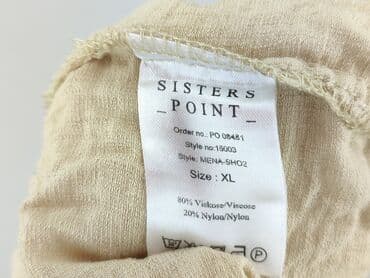 SISTERS
_POINT_
Order no.: PO 08481
Style no: 15003
Style: MENA-SHO2
Size : XL
80% Viskose/Viscose
20% Nylon/Nylon
P